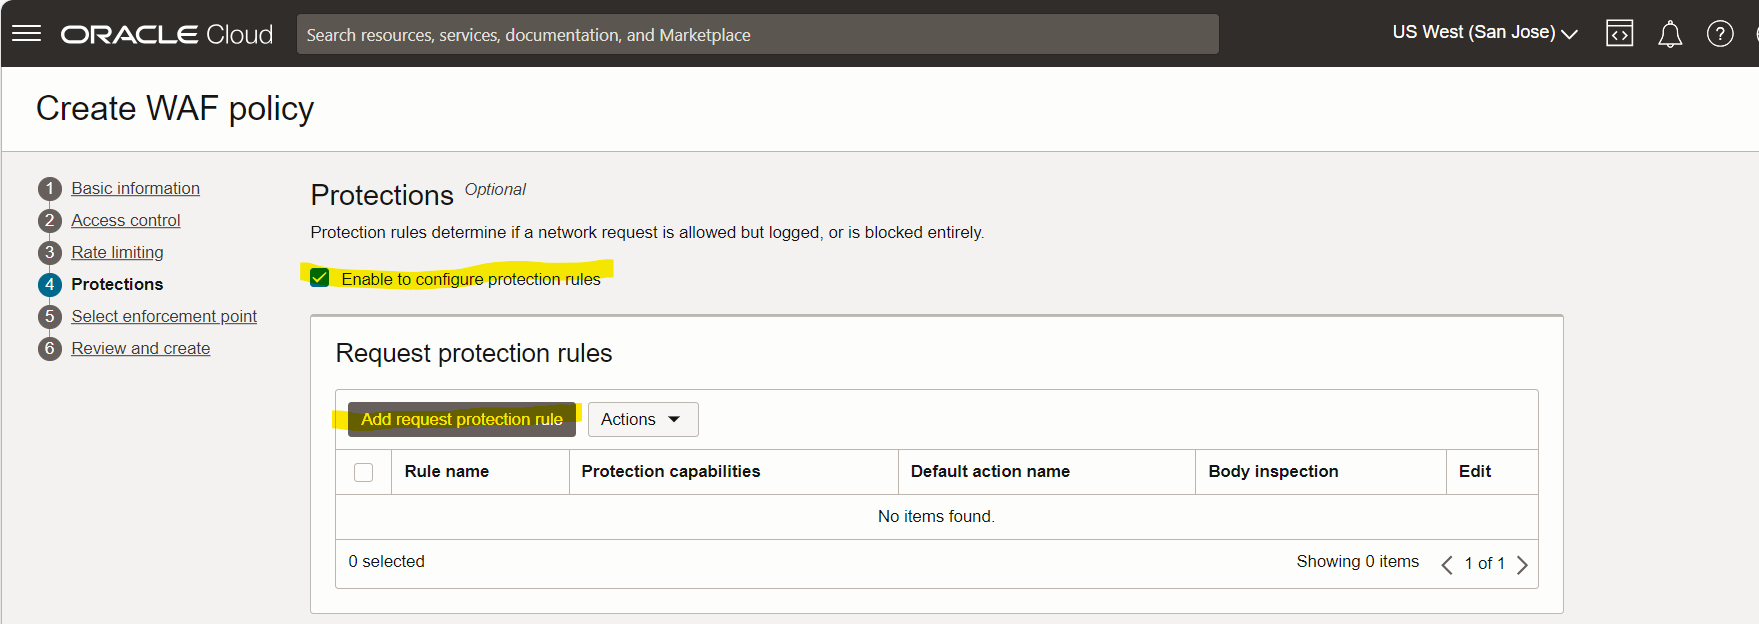 ORACLE Cloud
Search resources, services, documentation, and Marketplace
US West (San Jose)
Create WAF policy
1 Basic information
2 Access control
3 Rate limiting
4 Protections
5 Select enforcement point
6 Review and create
Protections Optional
Protection rules determine if a network request is allowed but logged, or is blocked entirely.
Enable to configure protection rules
Request protection rules
Add request protection rule
Actions
Rule name Protection capabilities Default action name Body inspection Edit
No items found.
0 selected
Showing 0 items 1 of 1